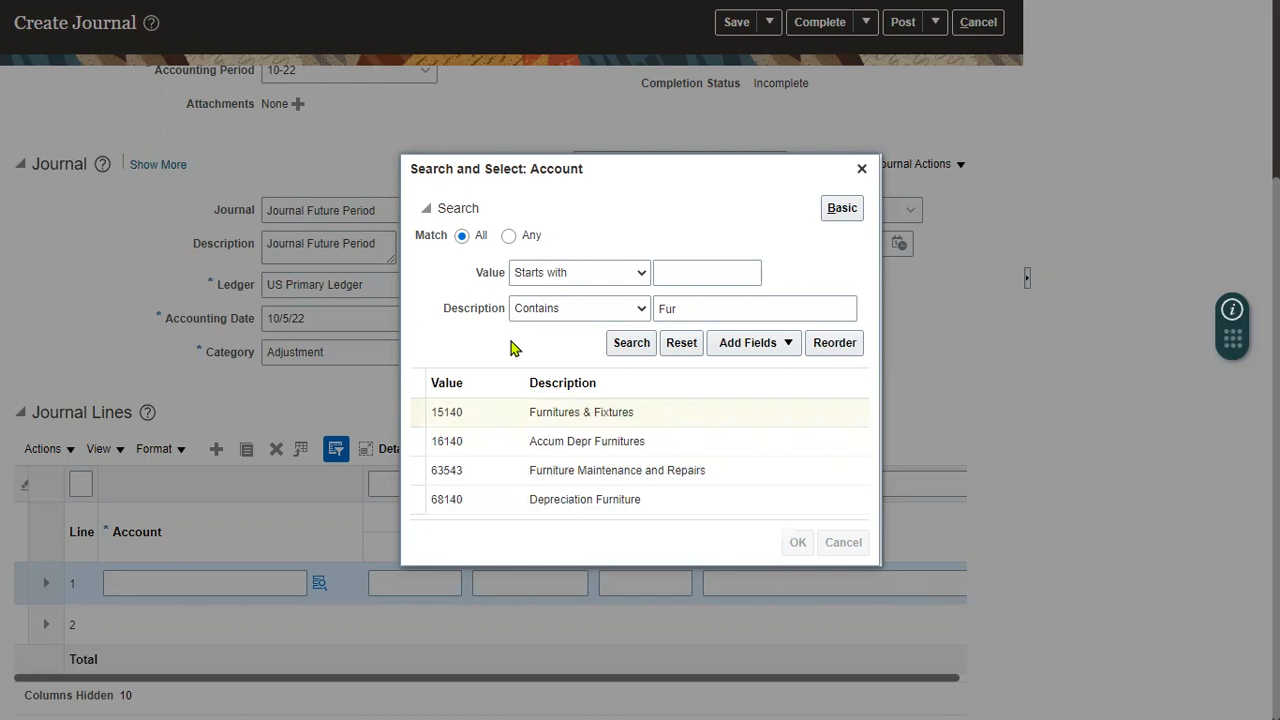 Create Journal ?
Save Complete Post Cancel
* Accounting Period 10-22
Completion Status Incomplete
Attachments None
Journal ? Show More
ournal Actions
Search and Select: Account
Search
Basic
Match All Any
Value Starts with
Description Contains Fur
Search Reset Add Fields Reorder
Value Description
15140 Furnitures & Fixtures
16140 Accum Depr Furnitures
63543 Furniture Maintenance and Repairs
68140 Depreciation Furniture
OK Cancel
Journal Journal Future Period
Description Journal Future Period
* Ledger US Primary Ledger
* Accounting Date 10/5/22
* Category Adjustment
Journal Lines ?
Actions View Format Deta
Line * Account
1
2
Total
Columns Hidden 10